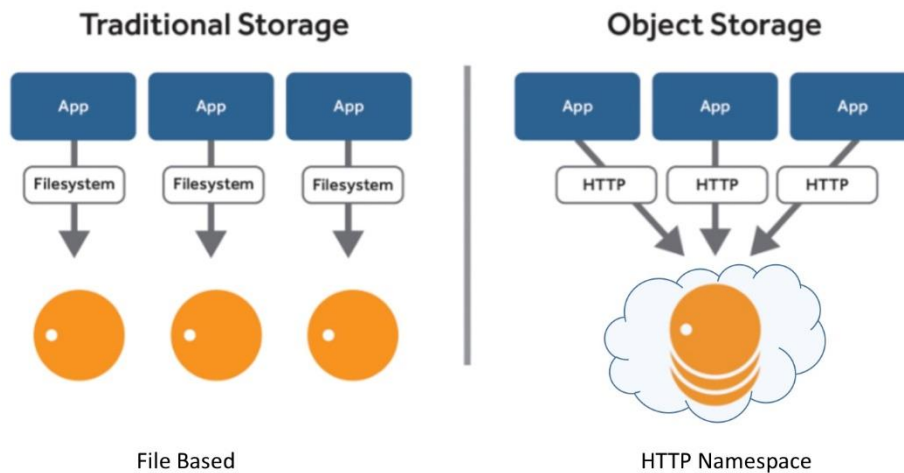 Traditional Storage
App
App
App
Filesystem
Filesystem
Filesystem
File Based
Object Storage
App
App
App
HTTP
HTTP
HTTP
HTTP Namespace